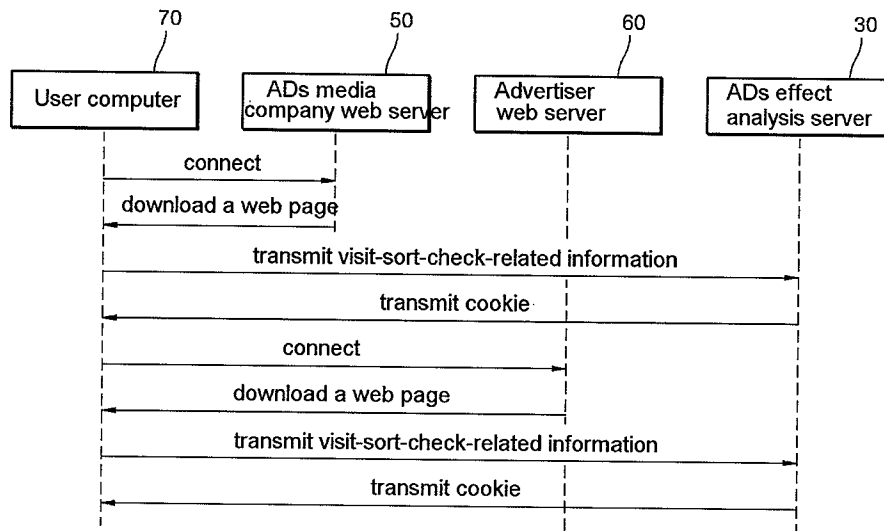 70
50
60
30
User computer
ADs media
company web server
Advertiser
web server
ADs effect
analysis server
connect
download a web page
transmit visit-sort-check-related information
transmit cookie
connect
download a web page
transmit visit-sort-check-related information
transmit cookie